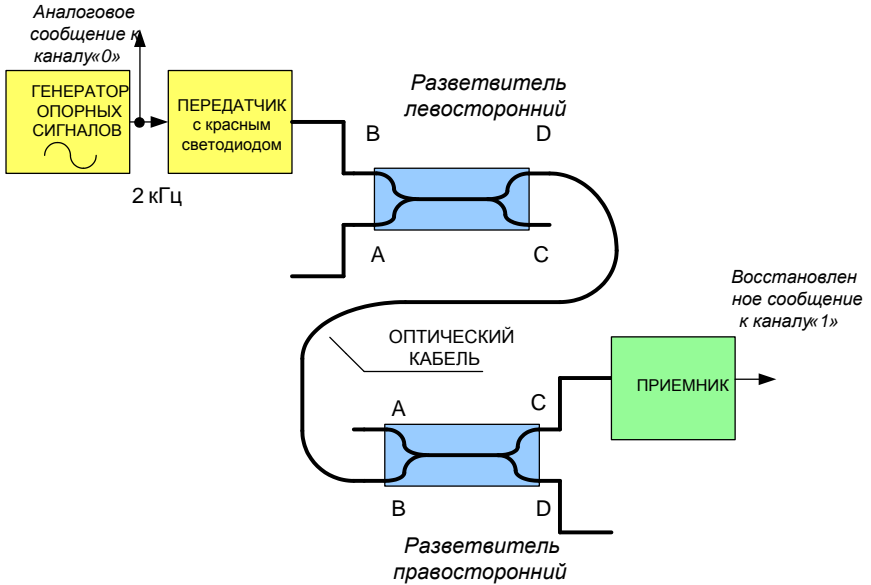 Аналоговое
сообщение к
каналу«0»
ГЕНЕРАТОР
ОПОРНЫХ
СИГНАЛОВ
ПЕРЕДАТЧИК
с красным
светодиодом
2 кГц
Разветвитель
левосторонний
B
D
A
C
Восстановлен
ное сообщение
к каналу«1»
ОПТИЧЕСКИЙ
КАБЕЛЬ
ПРИЕМНИК
A
C
B
D
Разветвитель
правосторонний